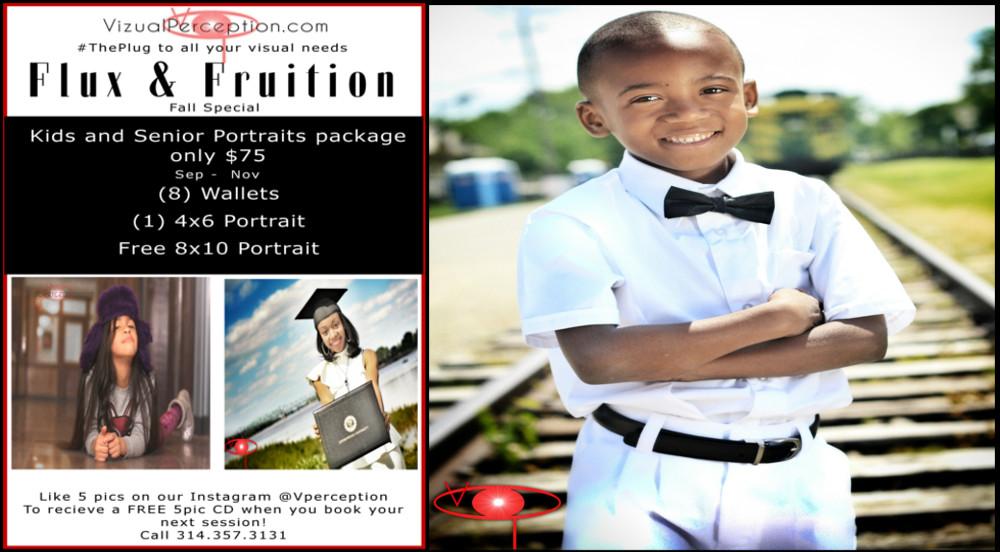 VizualPerception.com
#ThePlug to all your visual needs
Flux & Fruition
Fall Special
Kids and Senior Portraits package
only $75
Sep - Nov
(8) Wallets
(1) 4x6 Portrait
Free 8x10 Portrait
Like 5 pics on our Instagram @Vperception
To recieve a FREE 5pic CD when you book your
next session!
Call 314.357.3131